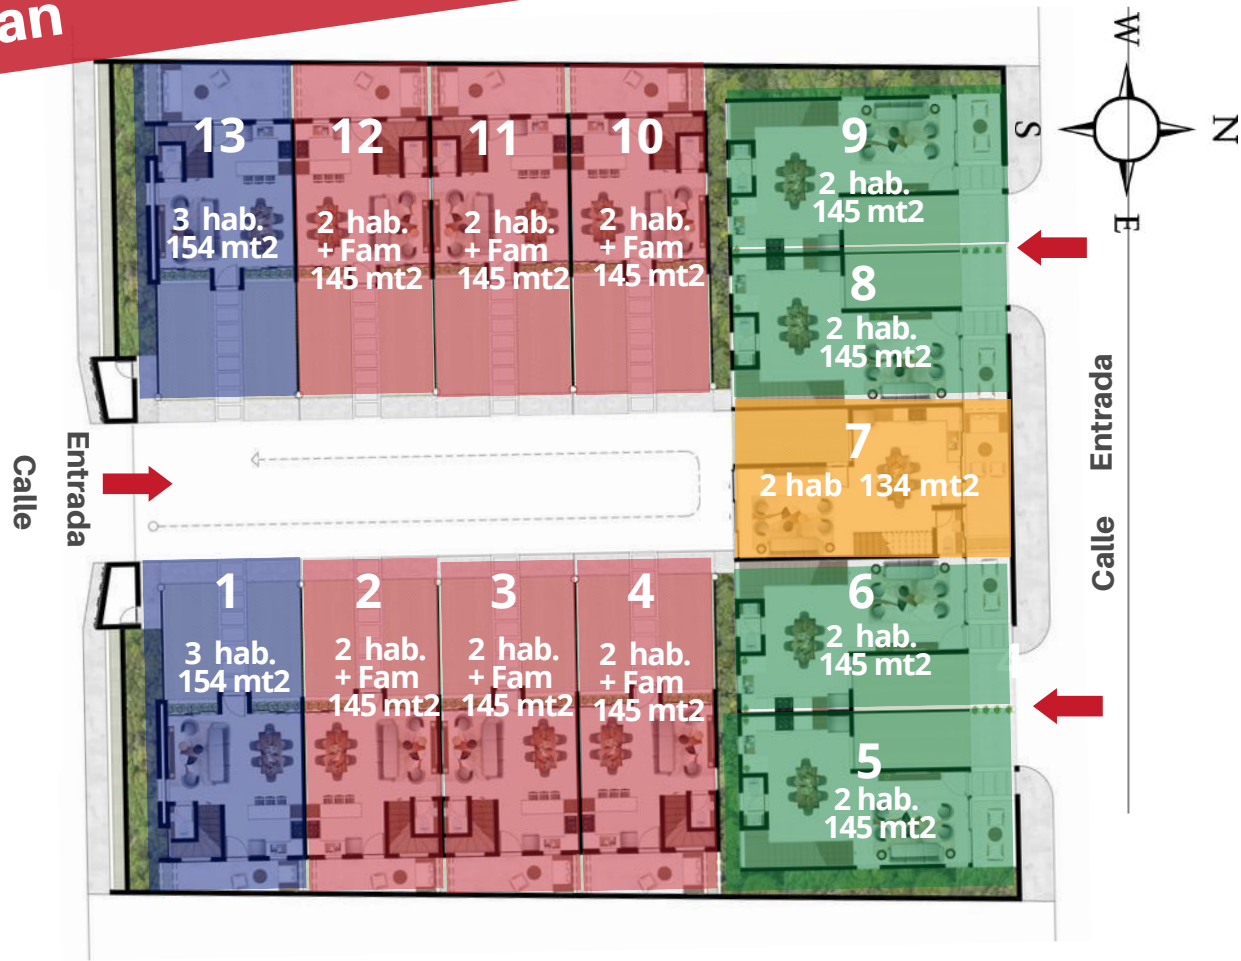 an
W
S
N
E
13
3 hab.
154 mt2
12
2 hab.
+ Fam
145 mt2
11
2 hab.
+ Fam
145 mt2
10
2 hab.
+ Fam
145 mt2
9
2 hab.
145 mt2
8
2 hab.
145 mt2
7
2 hab 134 mt2
Entrada
Calle
Entrada
Calle
1
3 hab.
154 mt2
2
2 hab.
+ Fam
145 mt2
3
2 hab.
+ Fam
145 mt2
4
2 hab.
+ Fam
145 mt2
6
2 hab.
145 mt2
4
5
2 hab.
145 mt2